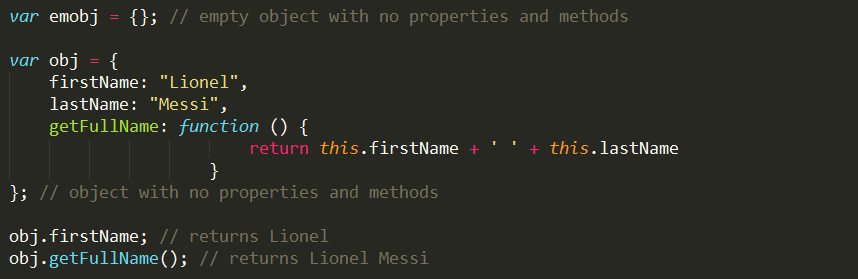 var emobj = {}; // empty object with no properties and methods
var obj = {
firstName: "Lionel",
lastName: "Messi",
getFullName: function () {
return this.firstName + ' ' + this.lastName
}
}; // object with no properties and methods
obj.firstName; // returns Lionel
obj.getFullName(); // returns Lionel Messi